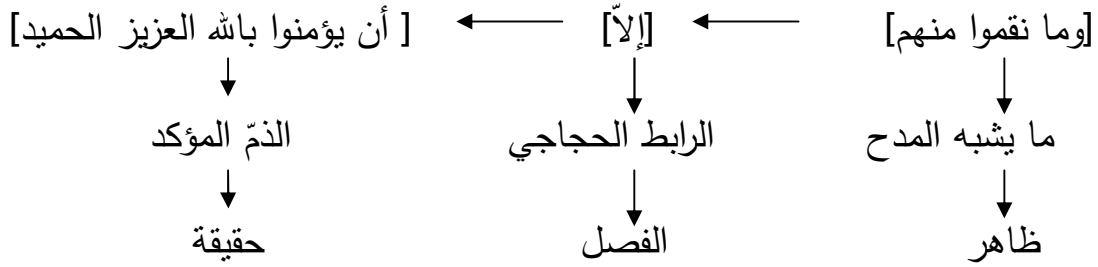 [وما نقموا منهم] [إلاّ] [ أن يؤمنوا بالله العزيز الحميد]
ما يشبه المدح الرابط الحجاجي الذمّ المؤكد
ظاهر الفصل حقيقة